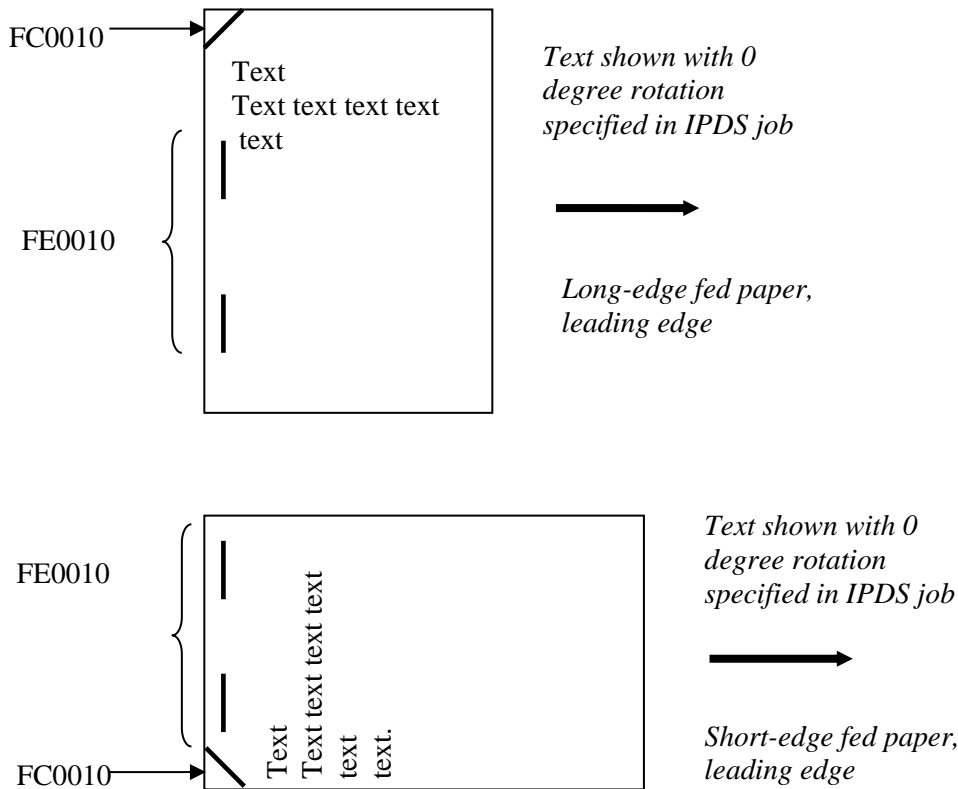 FC0010
Text
Text text text text
text
FE0010
Text shown with 0
degree rotation
specified in IPDS job
Long-edge fed paper,
leading edge
FE0010
FC0010
Text
Text text text text
text
text.
Text shown with 0
degree rotation
specified in IPDS job
Short-edge fed paper,
leading edge